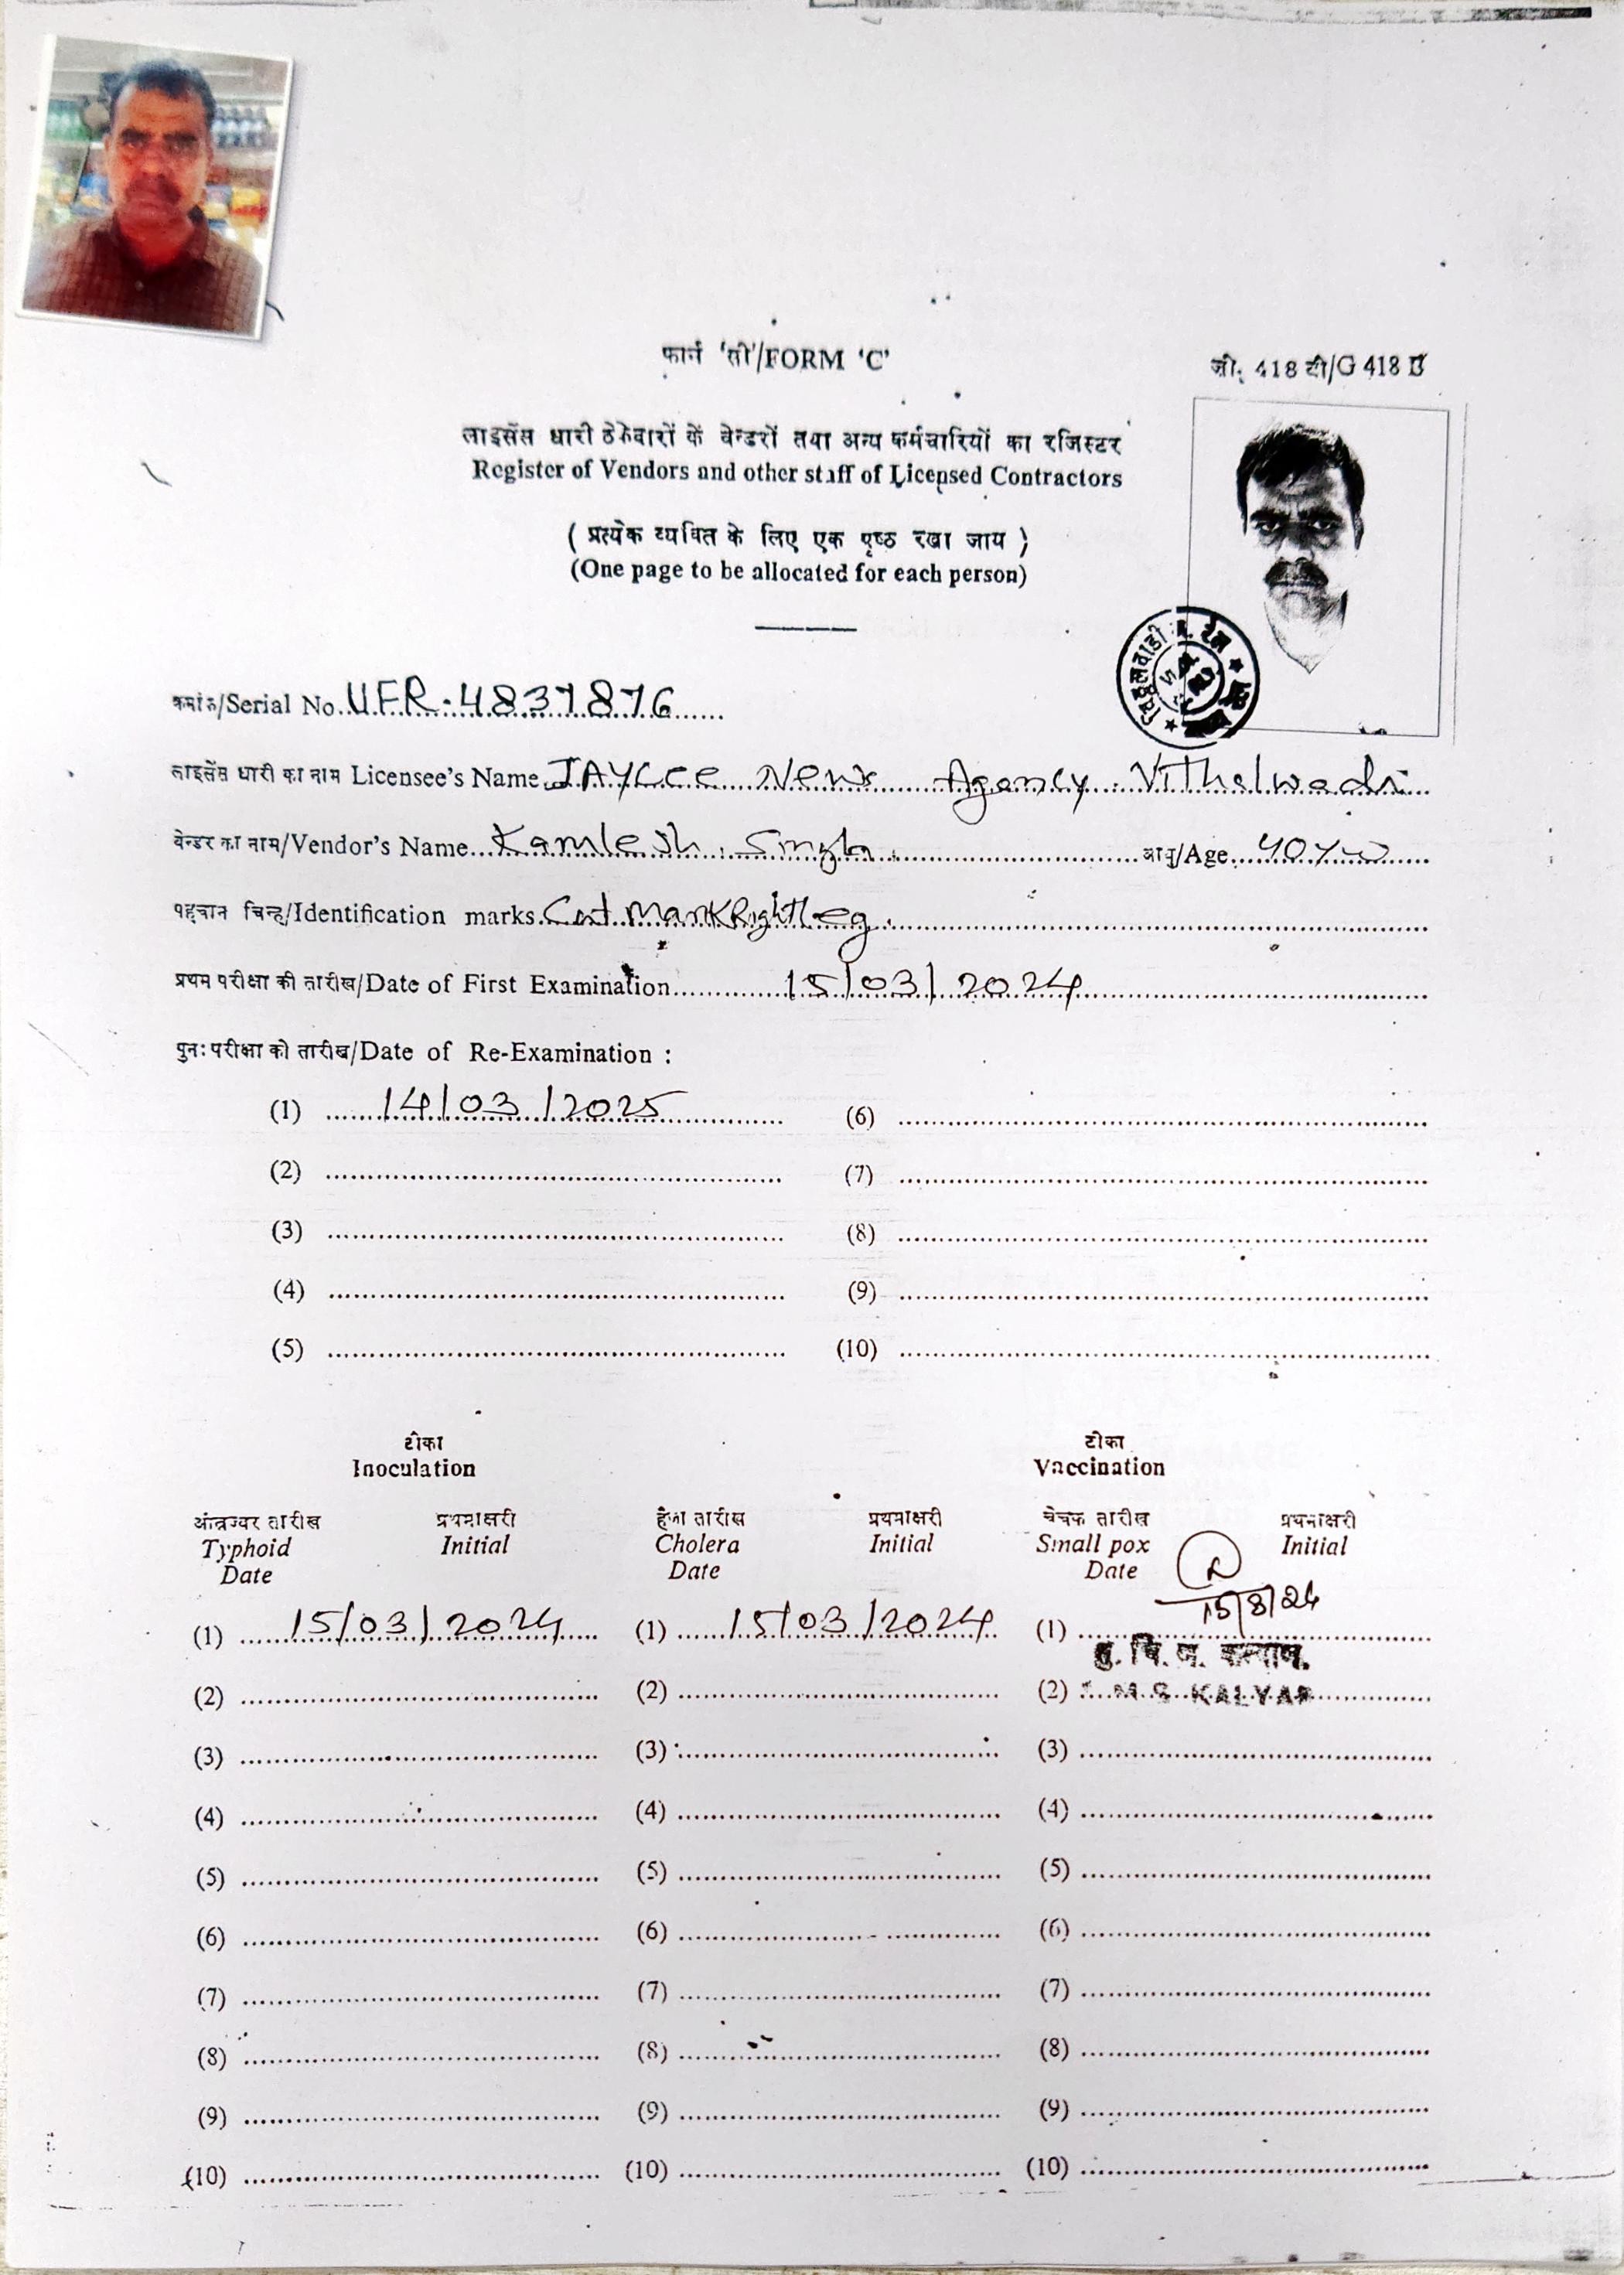 फार्म 'सी'/FORM 'C'
जी. 418 टी/G 418
लाइसेंस धारी ठेकेदारों के वेन्डरों तथा अन्य कर्मचारियों का रजिस्टर
Register of Vendors and other staff of Licensed Contractors
( प्रत्येक व्यक्ति के लिए एक पृष्ठ रखा जाय )
(One page to be allocated for each person)
विठ्ठलवाडी म. रेल
क्रमांक/Serial No. UFR-4837876
लाइसेंस धारी का नाम Licensee's Name JAYCEE News Agency Vithalwadi
वेन्डर का नाम/Vendor's Name Kamlesh Singh आयु/Age 40
पहचान चिन्ह/Identification marks Cut Mark Right Leg
प्रथम परीक्षा की तारीख/Date of First Examination 15/03/2024
पुनः परीक्षा की तारीख/Date of Re-Examination :
(1) 14/03/2025 (6)
(2) (7)
(3) (8)
(4) (9)
(5) (10)
टीका टीका
Inoculation Vaccination
आंत्रज्वर तारीख प्रथमाक्षरी हैजा तारीख प्रथमाक्षरी चेचक तारीख प्रथमाक्षरी
Typhoid Initial Cholera Initial Small pox Initial
Date Date Date
15/8/24
(1) 15/03/2024 (1) 15/03/2024 (1)
कल्याण.
(2) (2) (2) M S KALYAN
(3) (3) (3)
(4) (4) (4)
(5) (5) (5)
(6) (6) (6)
(7) (7) (7)
(8) (8) (8)
(9) (9) (9)
(10) (10) (10)